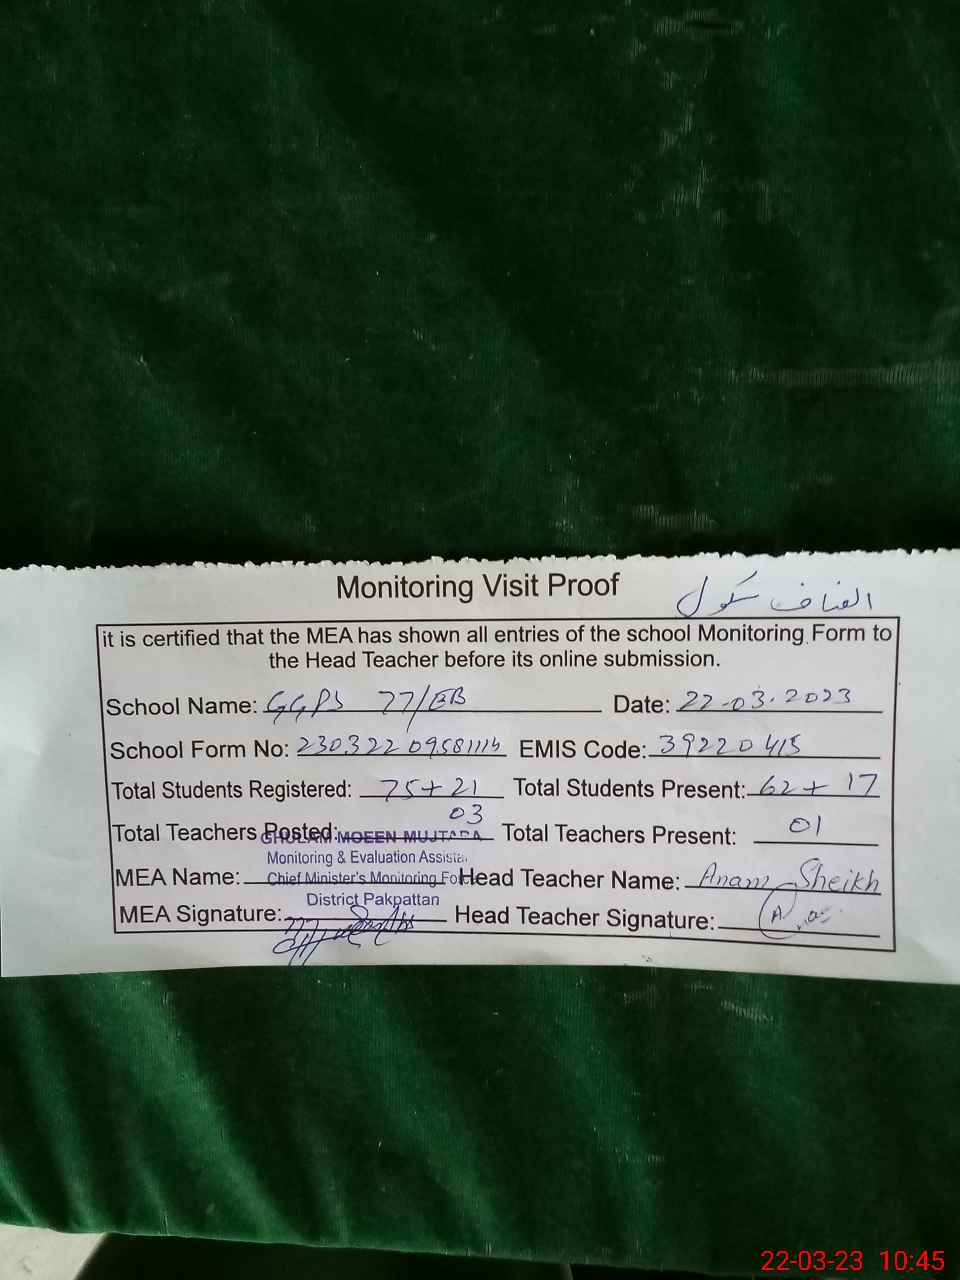 Monitoring Visit Proof
انصاف سکول
it is certified that the MEA has shown all entries of the school Monitoring Form to
the Head Teacher before its online submission.
School Name: GGPS 77/EB Date: 22-03-2023
School Form No: EMIS Code: 39220415
Total Students Registered: 75+21 Total Students Present: 62+17
Total Teachers Posted: 03 Total Teachers Present: 01
GHULAM MOEEN MUJTABA
Monitoring & Evaluation Assista
MEA Name: Chief Minister's Monitoring Force Head Teacher Name: Anam Sheikh
District Pakpattan
MEA Signature: Head Teacher Signature:
22-03-23 10:45